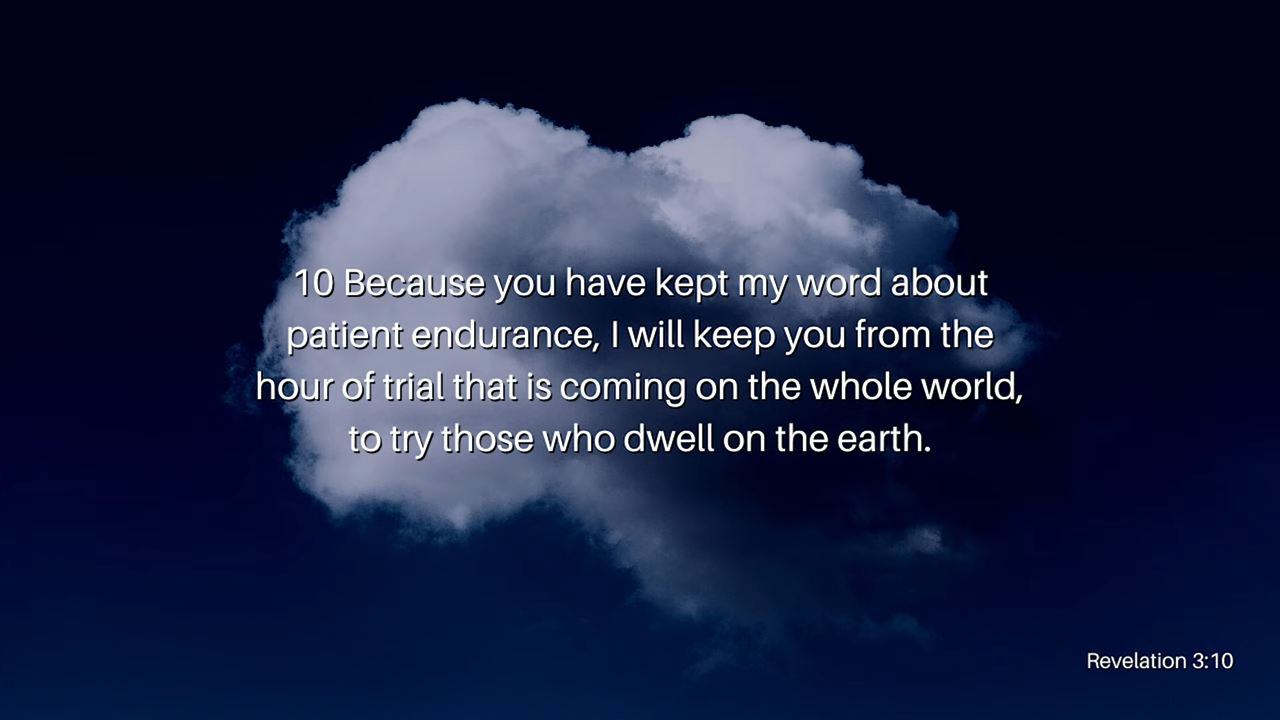 10 Because you have kept my word about
patient endurance, I will keep you from the
hour of trial that is coming on the whole world,
to try those who dwell on the earth.
Revelation 3:10